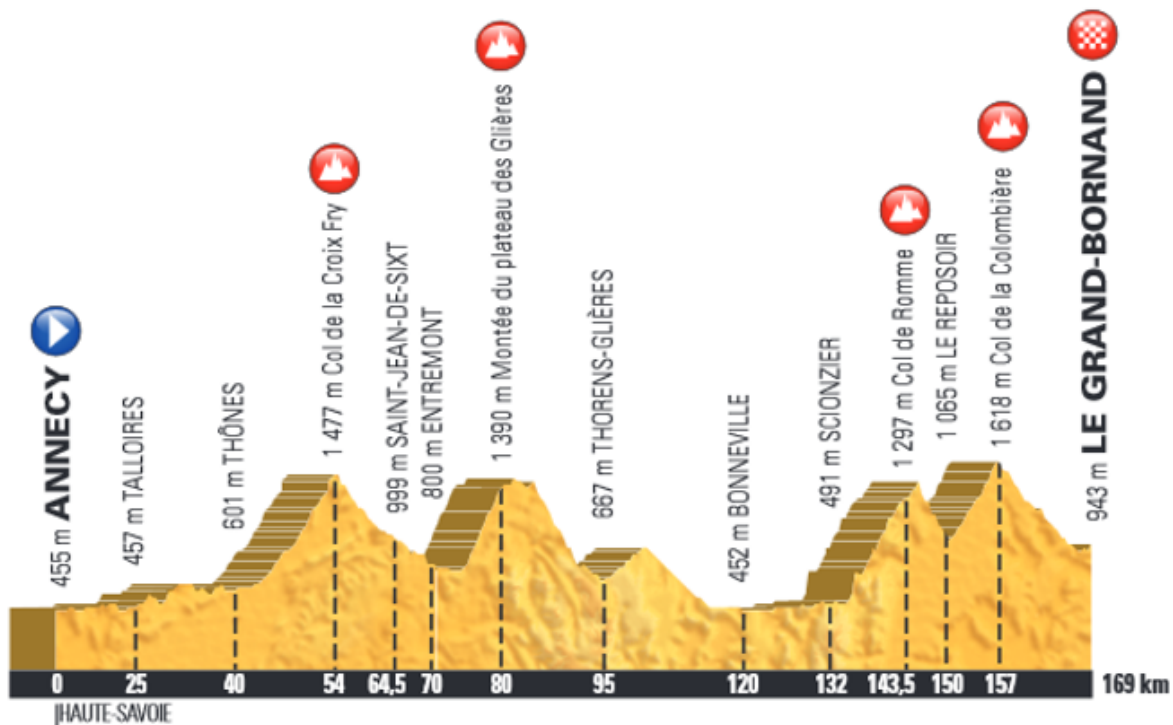 455 m ANNECY
457 m TALLOIRES
601 m THÔNES
1 477 m Col de la Croix Fry
999 m SAINT-JEAN-DE-SIXT
800 m ENTREMONT
1 390 m Montée du plateau des Glières
667 m THORENS-GLIÈRES
452 m BONNEVILLE
491 m SCIONZIER
1 297 m Col de Romme
1 065 m LE REPOSOIR
1 618 m Col de la Colombière
943 m LE GRAND-BORNAND
0 25 40 54 64,5 70 80 95 120 132 143,5 150 157 169 km
HAUTE-SAVOIE